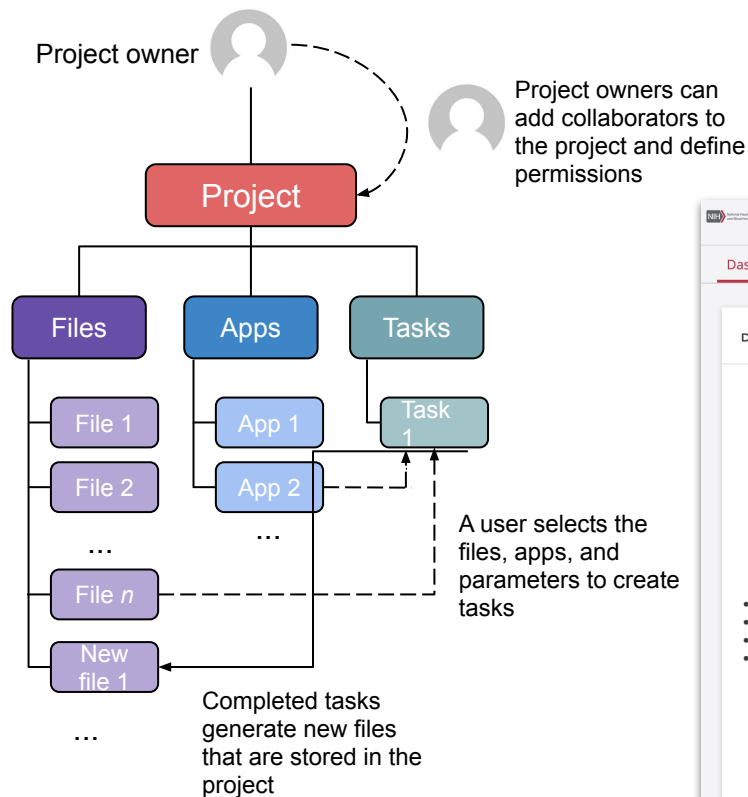 Project owner
Project owners can
add collaborators to
the project and define
permissions
Project
NIH
Das
Files
Apps
Tasks
D
File 1
App 1
Task
1
File 2
App 2
...
...
A user selects the
files, apps, and
parameters to create
tasks
File n
New
file 1
Completed tasks
generate new files
that are stored in the
project
...